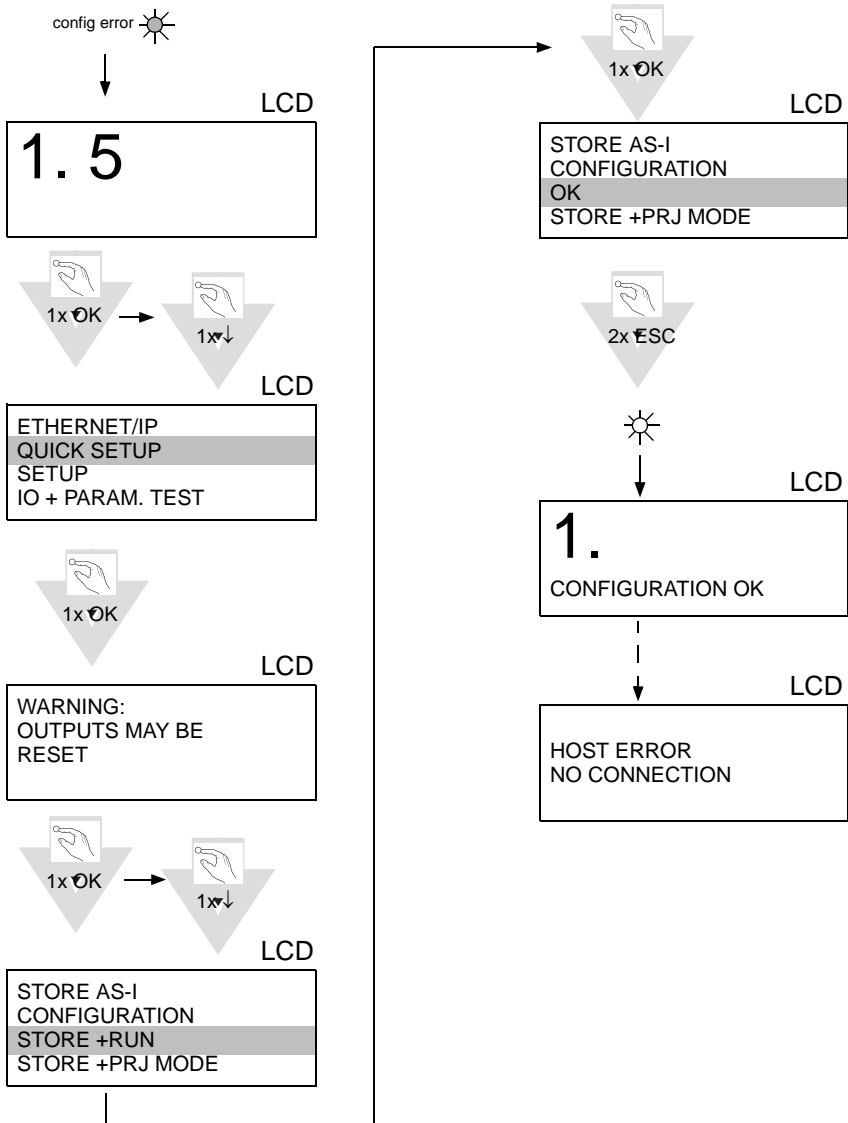 config error
LCD
1. 5
1x OK
1x↓
LCD
ETHERNET/IP
QUICK SETUP
SETUP
IO + PARAM. TEST
1x OK
LCD
WARNING:
OUTPUTS MAY BE
RESET
1x OK
1x↓
LCD
STORE AS-I
CONFIGURATION
STORE +RUN
STORE +PRJ MODE
1x OK
LCD
STORE AS-I
CONFIGURATION
OK
STORE +PRJ MODE
2x ESC
LCD
1.
CONFIGURATION OK
LCD
HOST ERROR
NO CONNECTION